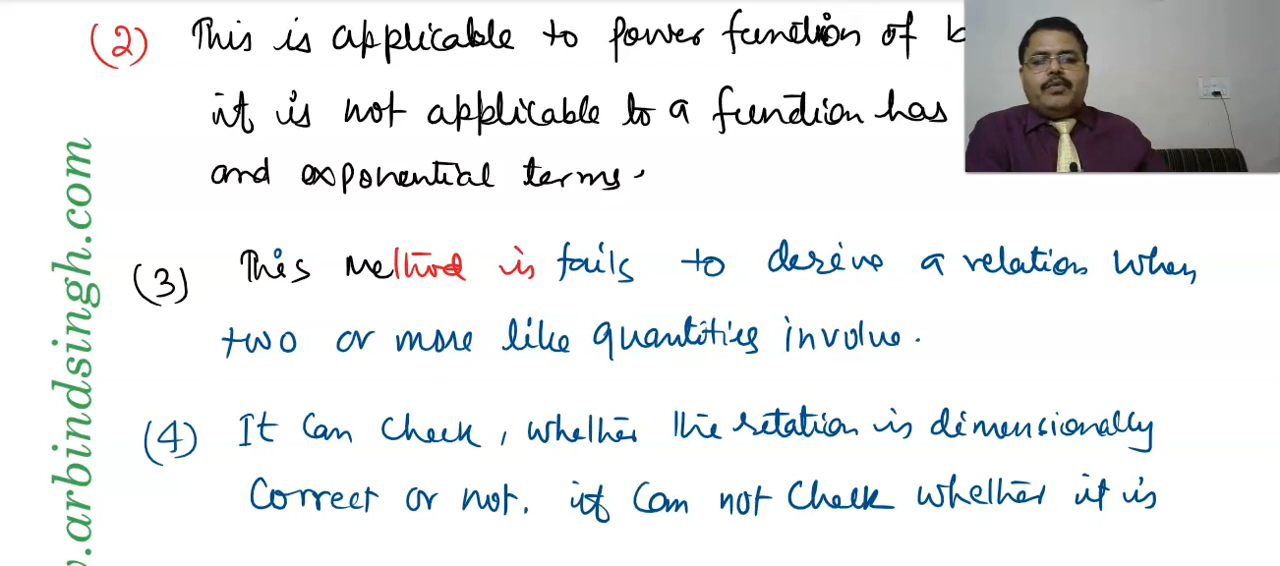 (2) This is applicable to power function of
it is not applicable to a function has
and exponential terms.
(3) This Method is fails to derive a relation when
two or more like quantities involve.
(4) It Can Check, whether the relation is dimensionally
Correct or not. it Can not Check whether it is
.arbindsingh.com